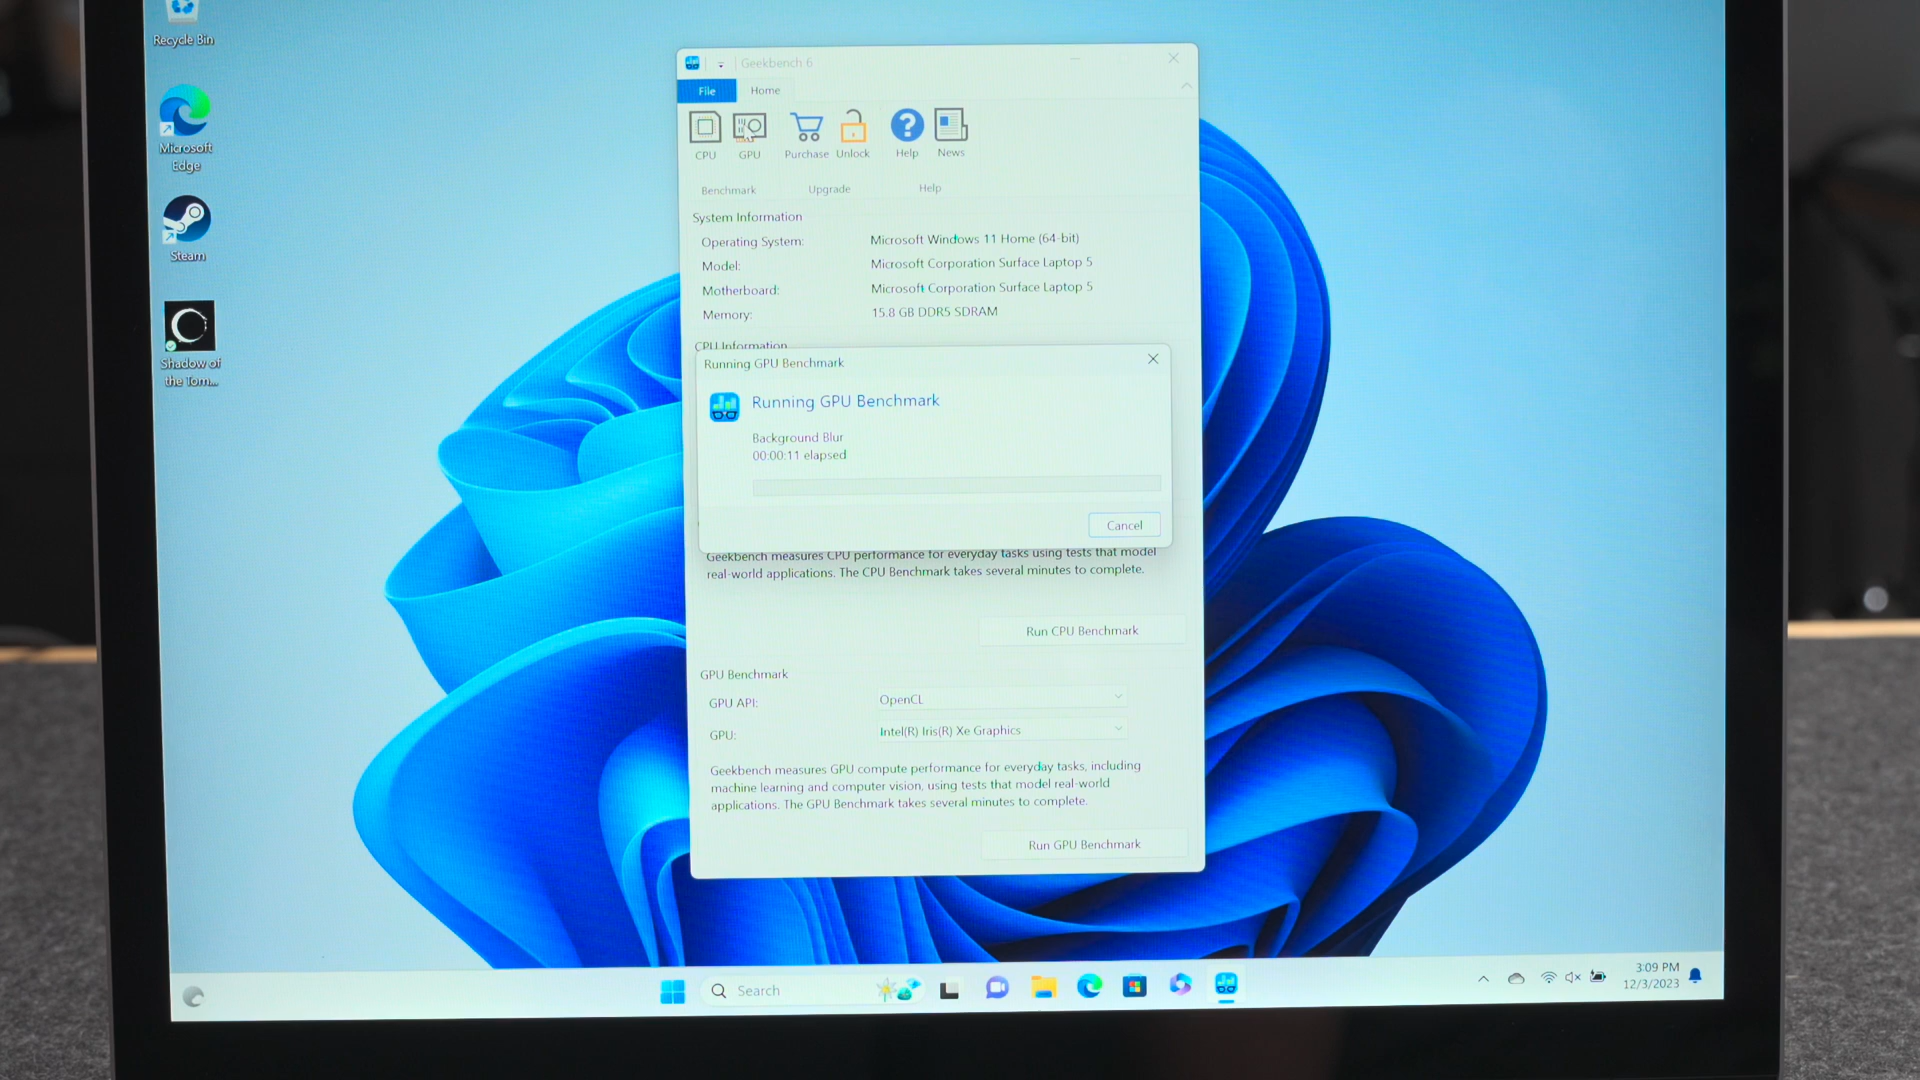 Recycle Bin
Microsoft
Edge
Steam
Shadow of
the Tom...
Geekbench 6
File
Home
CPU
GPU
Purchase
Unlock
Help
News
Benchmark
Upgrade
Help
System Information
Operating System:
Microsoft Windows 11 Home (64-bit)
Model:
Microsoft Corporation Surface Laptop 5
Motherboard:
Microsoft Corporation Surface Laptop 5
Memory:
15.8 GB DDR5 SDRAM
CPU Information
Running GPU Benchmark
Running GPU Benchmark
Background Blur
00:00:11 elapsed
Cancel
Geekbench measures CPU performance for everyday tasks using tests that model
real-world applications. The CPU Benchmark takes several minutes to complete.
Run CPU Benchmark
GPU Benchmark
GPU API:
OpenCL
GPU:
Intel(R) Iris(R) Xe Graphics
Geekbench measures GPU compute performance for everyday tasks, including
machine learning and computer vision, using tests that model real-world
applications. The GPU Benchmark takes several minutes to complete.
Run GPU Benchmark
Search
3:09 PM
12/3/2023